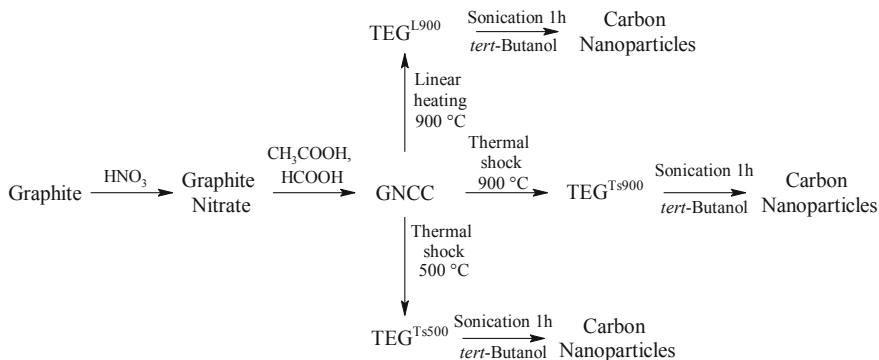 TEG^L900
Sonication 1h
tert-Butanol
Carbon
Nanoparticles
Linear
heating
900 °C
Graphite
HNO₃
Graphite
Nitrate
CH₃COOH,
HCOOH
GNCC
Thermal
shock
900 °C
TEG^Ts900
Sonication 1h
tert-Butanol
Carbon
Nanoparticles
Thermal
shock
500 °C
TEG^Ts500
Sonication 1h
tert-Butanol
Carbon
Nanoparticles